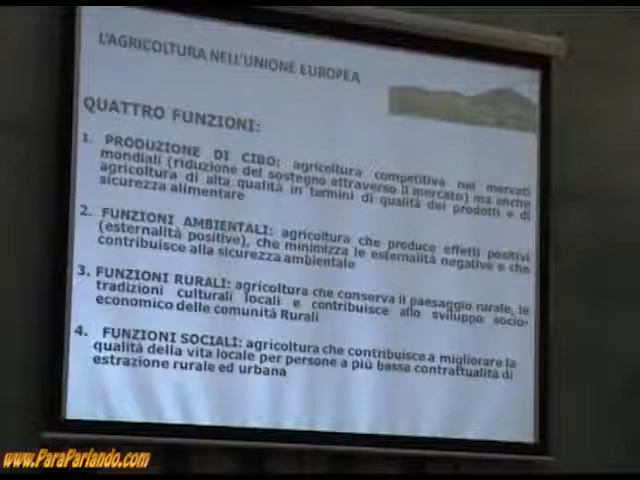 L'AGRICOLTURA NELL'UNIONE EUROPEA
QUATTRO FUNZIONI:
1. PRODUZIONE DI CIBO: agricoltura competitiva nei mercati
mondiali (riduzione del sostegno attraverso il mercato) ma anche
agricoltura di alta qualità in termini di qualità dei prodotti e di
sicurezza alimentare
2. FUNZIONI AMBIENTALI: agricoltura che produce effetti positivi
(esternalità positive), che minimizza le esternalità negative e che
contribuisce alla sicurezza ambientale
3. FUNZIONI RURALI: agricoltura che conserva il paesaggio rurale, le
tradizioni culturali locali e contribuisce allo sviluppo socio-
economico delle comunità Rurali
4. FUNZIONI SOCIALI: agricoltura che contribuisce a migliorare la
qualità della vita locale per persone a più bassa contrattualità di
estrazione rurale ed urbana
www.ParaParlando.com